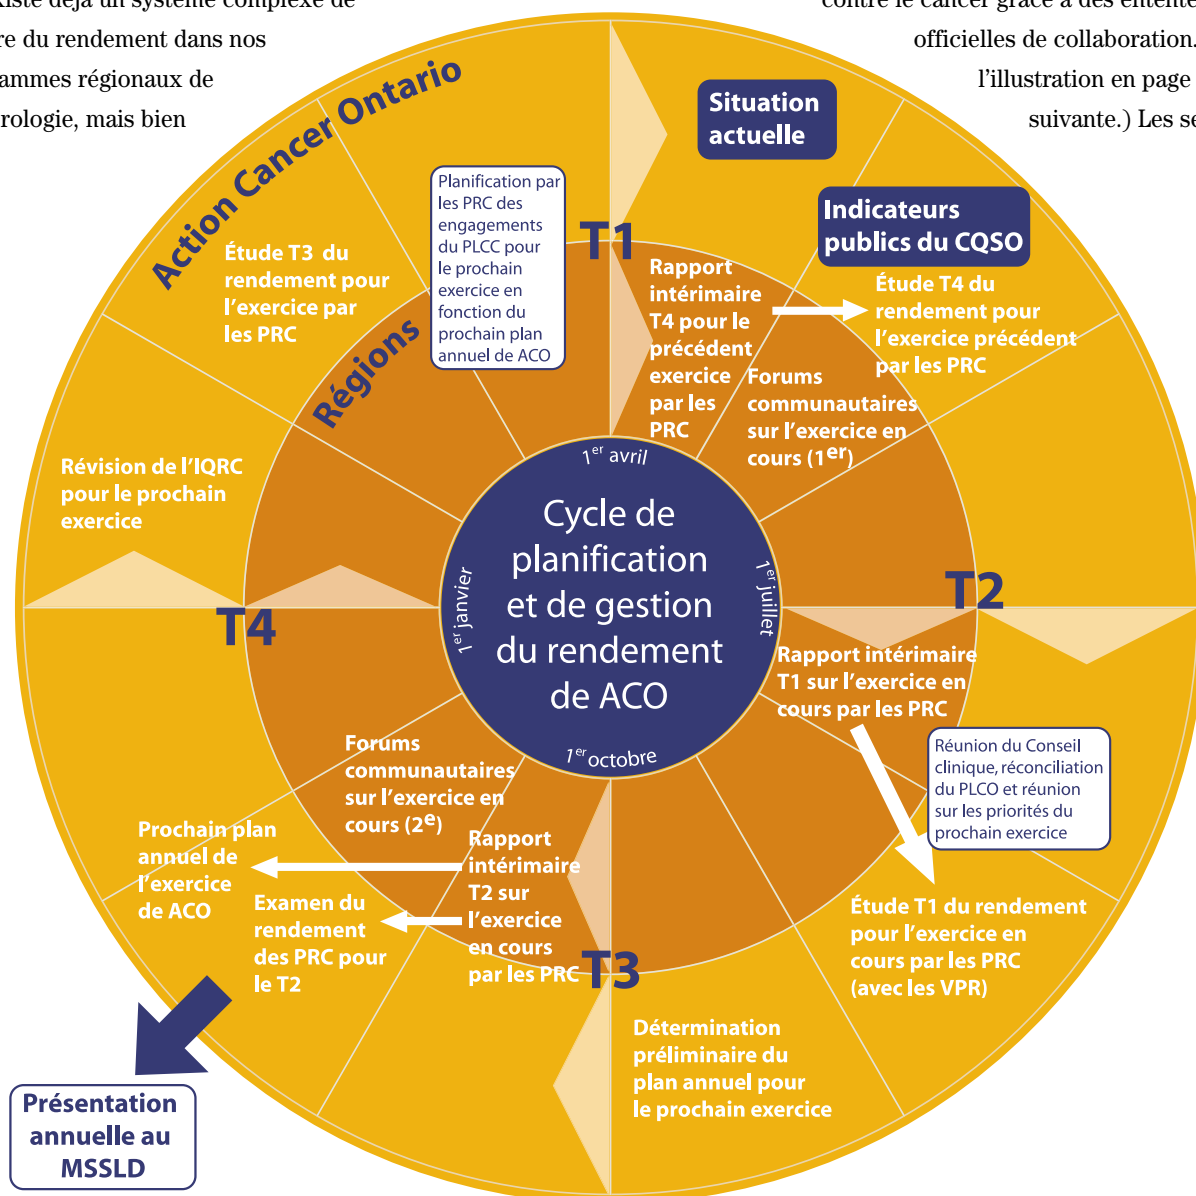 système complexe de
du rendement dans nos
régionaux de
mais bien
contre le cancer grâce à des ententes
officielles de collaboration.
l’illustration en page
suivante.) Les
Action Cancer Ontario
Régions
Situation
actuelle
Indicateurs
publics du CQSO
Planification par
les PRC des
engagements
du PLCC pour
le prochain
exercice en
fonction du
prochain plan
annuel de ACO
T1
Rapport
intérimaire
T4 pour le
précédent
exercice
par les
PRC
Étude T4 du
rendement pour
l’exercice précédent
par les PRC
Forums
communautaires
sur l’exercice en
cours (1er)
Étude T3 du
rendement pour
l’exercice par
les PRC
Révision de l’IQRC
pour le prochain
exercice
1er avril
1er juillet
1er octobre
1er janvier
Cycle de
planification
et de gestion
du rendement
de ACO
T2
Rapport intérimaire
T1 sur l’exercice en
cours par les PRC
Réunion du Conseil
clinique, réconciliation
du PLCO et réunion
sur les priorités du
prochain exercice
Étude T1 du rendement
pour l’exercice en
cours par les PRC
(avec les VPR)
T3
Détermination
préliminaire du
plan annuel pour
le prochain exercice
Rapport
intérimaire
T2 sur
l’exercice
en cours
par les PRC
Forums
communautaires
sur l’exercice en
cours (2e)
Prochain plan
annuel de
l’exercice
de ACO
Examen du
rendement
des PRC pour
le T2
T4
Présentation
annuelle au
MSSLD